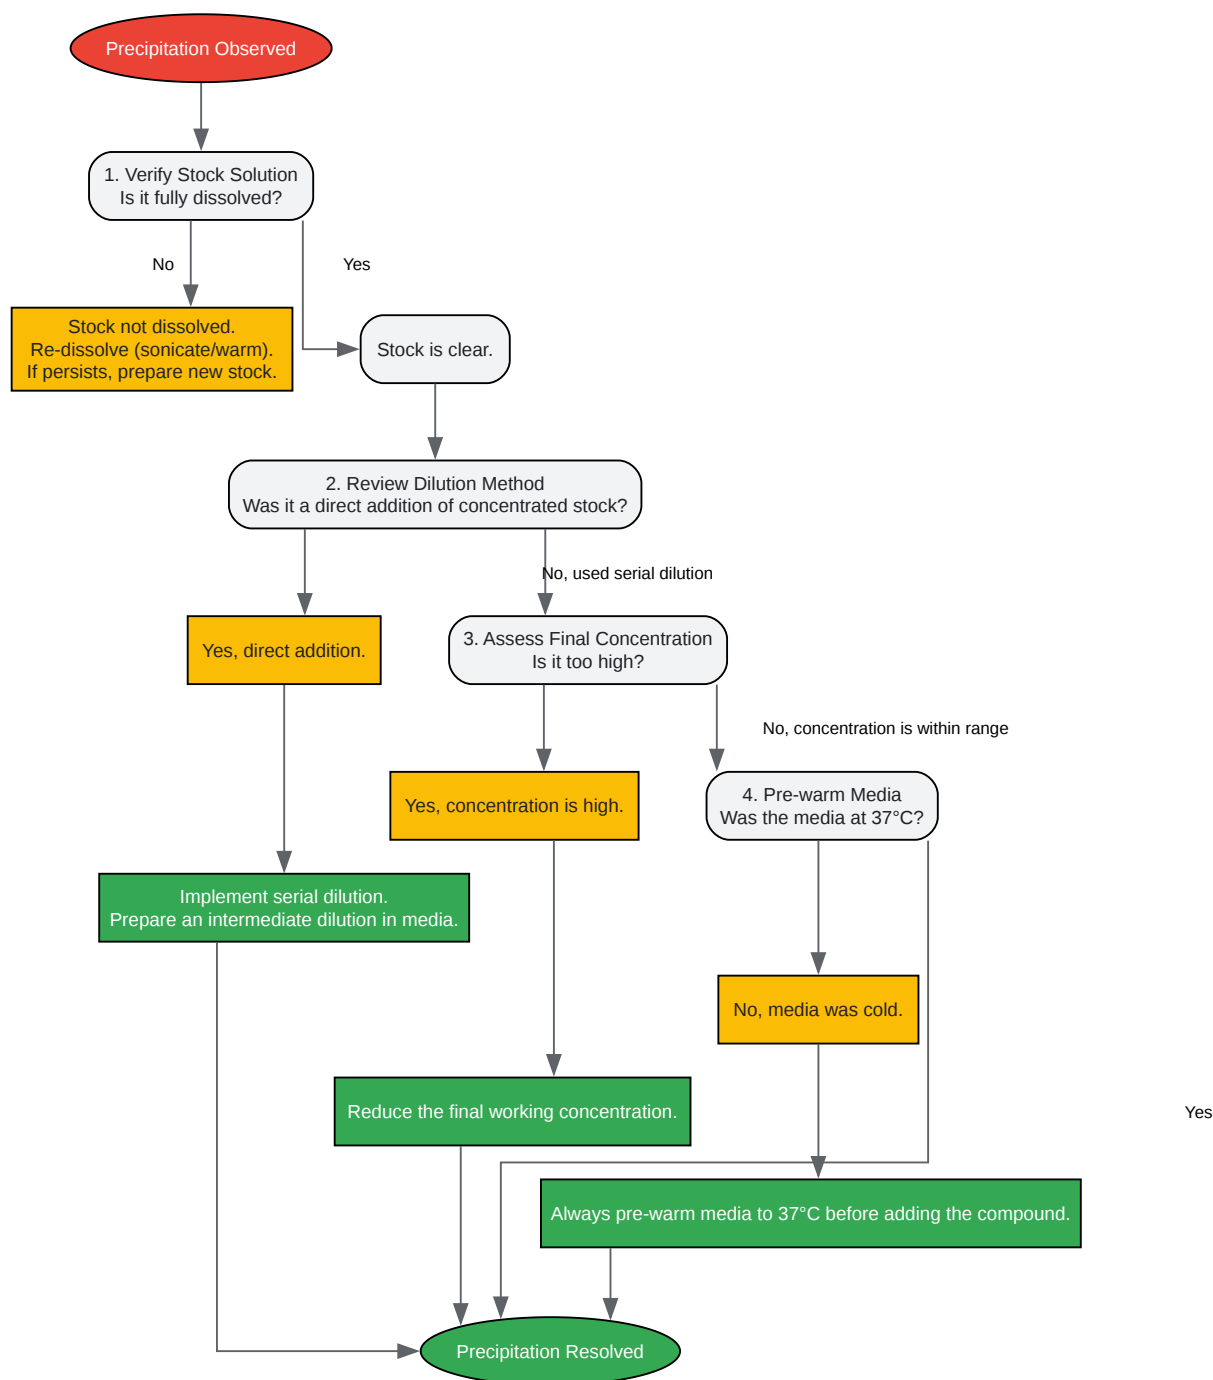 Precipitation Observed
1. Verify Stock Solution
Is it fully dissolved?
No
Yes
Stock not dissolved.
Re-dissolve (sonicate/warm).
If persists, prepare new stock.
Stock is clear.
2. Review Dilution Method
Was it a direct addition of concentrated stock?
No, used serial dilution
Yes, direct addition.
3. Assess Final Concentration
Is it too high?
No, concentration is within range
Yes, concentration is high.
4. Pre-warm Media
Was the media at 37°C?
Implement serial dilution.
Prepare an intermediate dilution in media.
No, media was cold.
Reduce the final working concentration.
Yes
Always pre-warm media to 37°C before adding the compound.
Precipitation Resolved